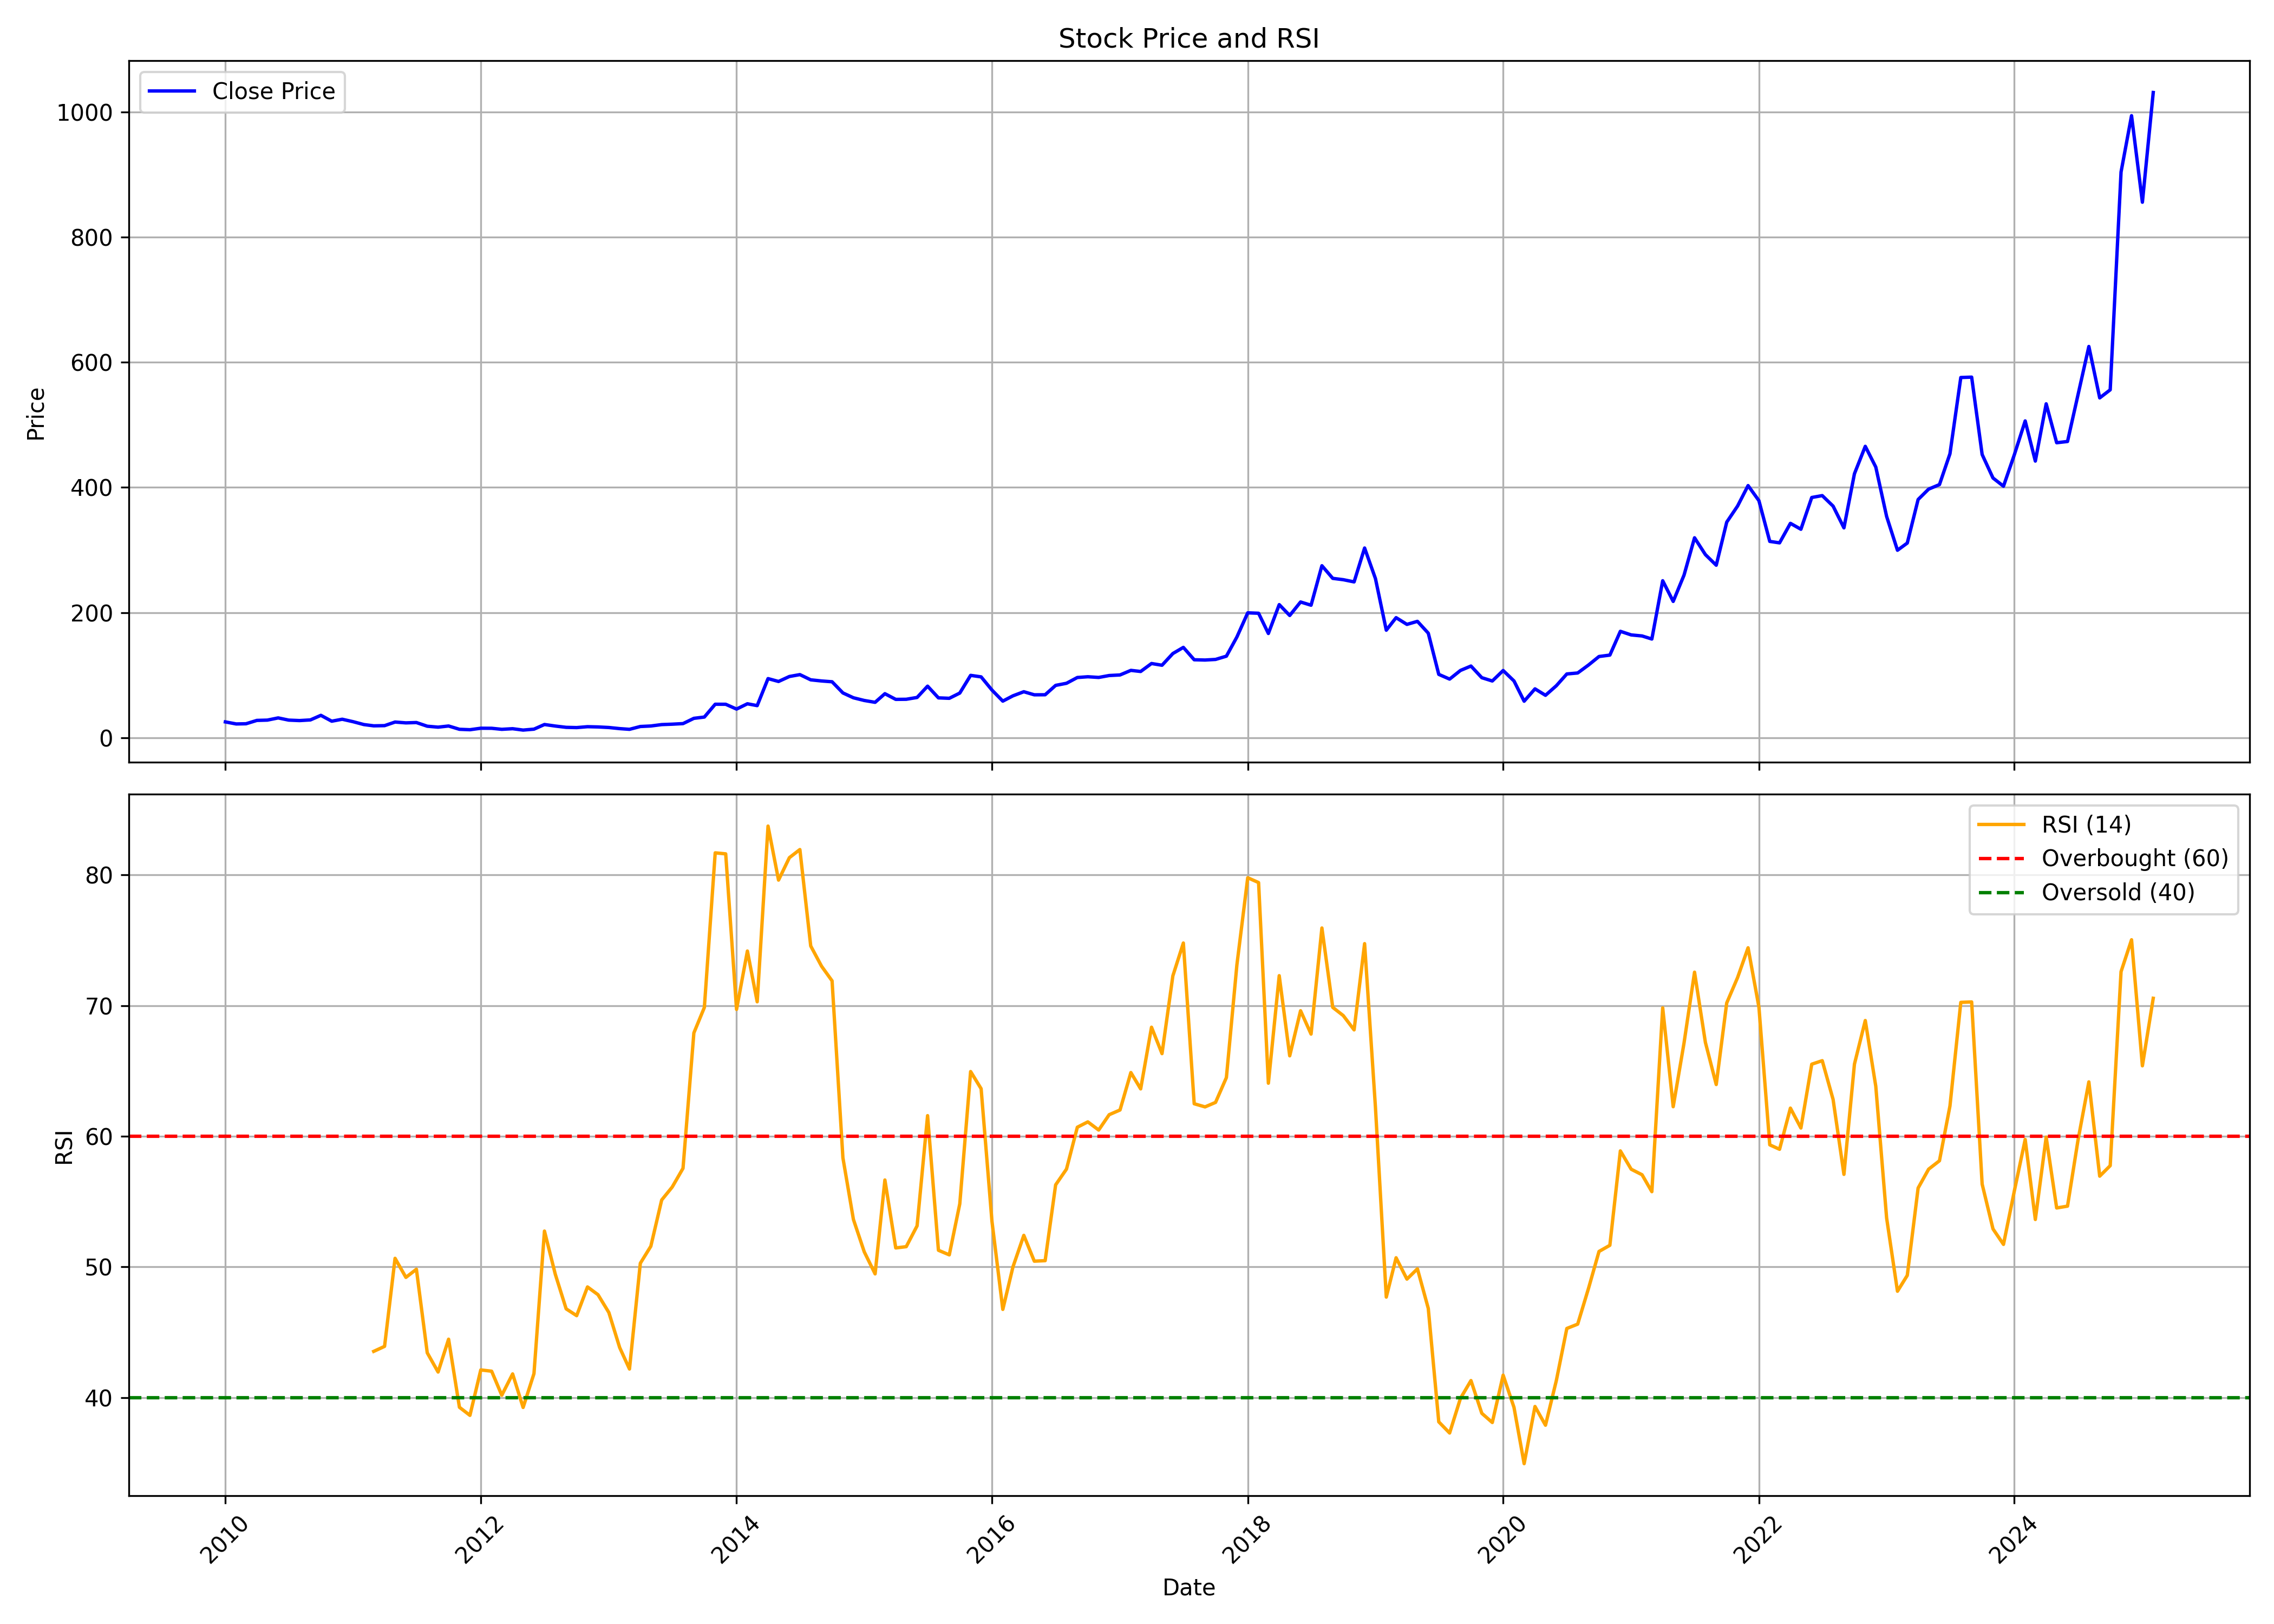 Stock Price and RSI
Close Price
1000
800
600
400
200
0
Price
RSI (14)
Overbought (60)
Oversold (40)
80
70
60
50
40
RSI
2010
2012
2014
2016
2018
2020
2022
2024
Date